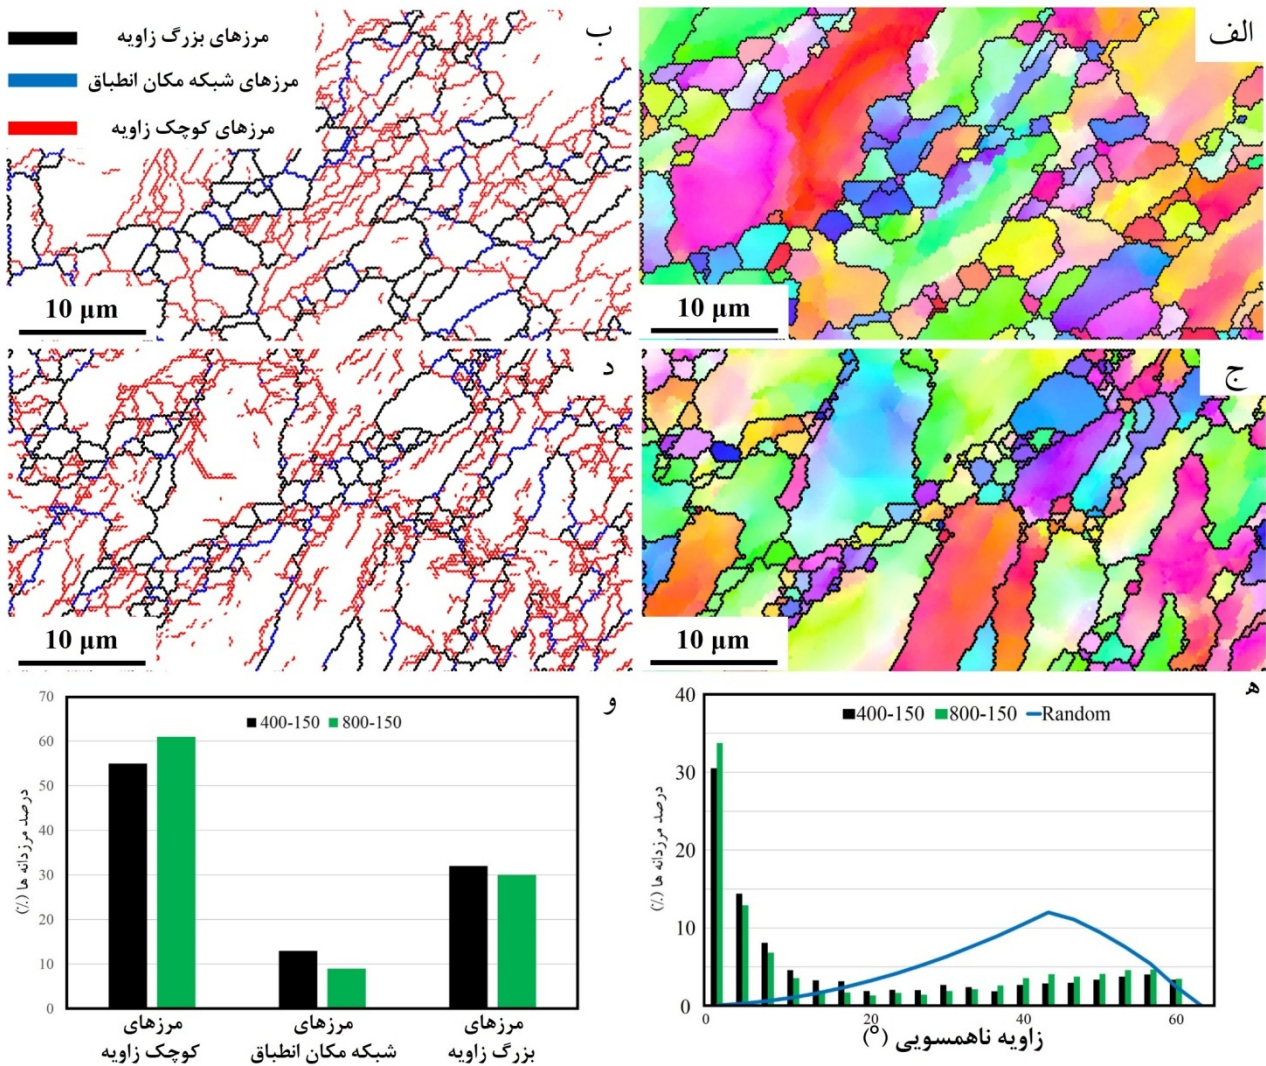 الف
ب
مرزهای بزرگ زاویه
مرزهای شبکه مکان انطباق
مرزهای کوچک زاویه
10 µm
10 µm
ج
د
10 µm
10 µm
ه
40
30
20
10
0
400-150
800-150
Random
درصد مرزدانه ها (٪)
0
20
40
60
زاویه ناهمسویی (°)
و
70
60
50
40
30
20
10
0
400-150
800-150
درصد مرزدانه ها (٪)
مرزهای
کوچک زاویه
مرزهای
شبکه مکان انطباق
مرزهای
بزرگ زاویه